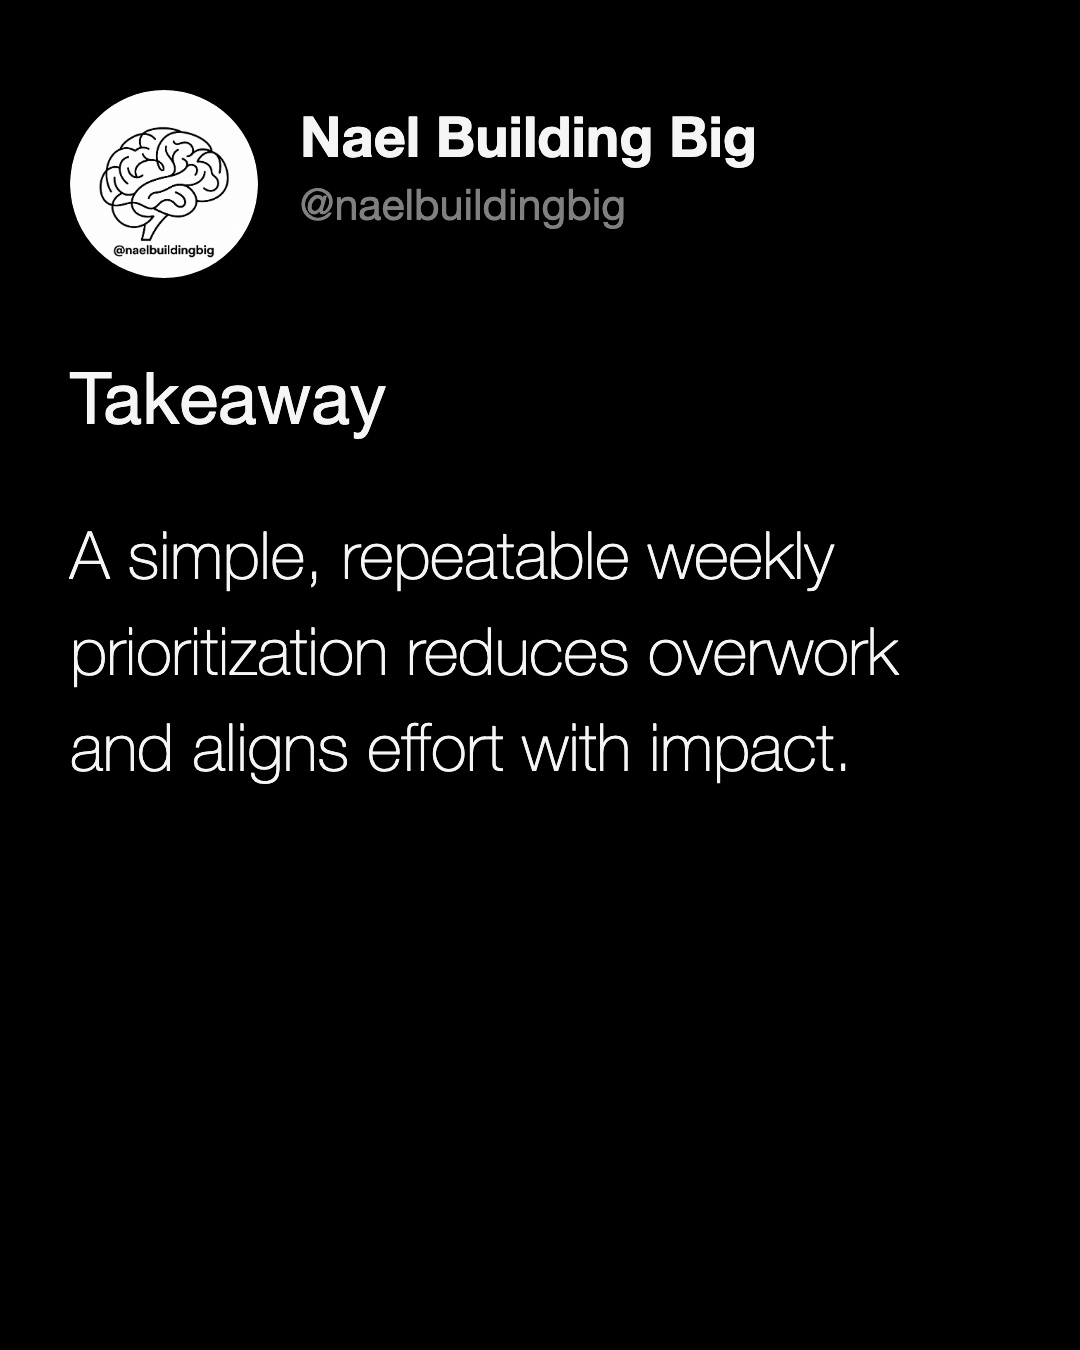 Nael Building Big
@naelbuildingbig
@naelbuildingbig
Takeaway
A simple, repeatable weekly
prioritization reduces overwork
and aligns effort with impact.